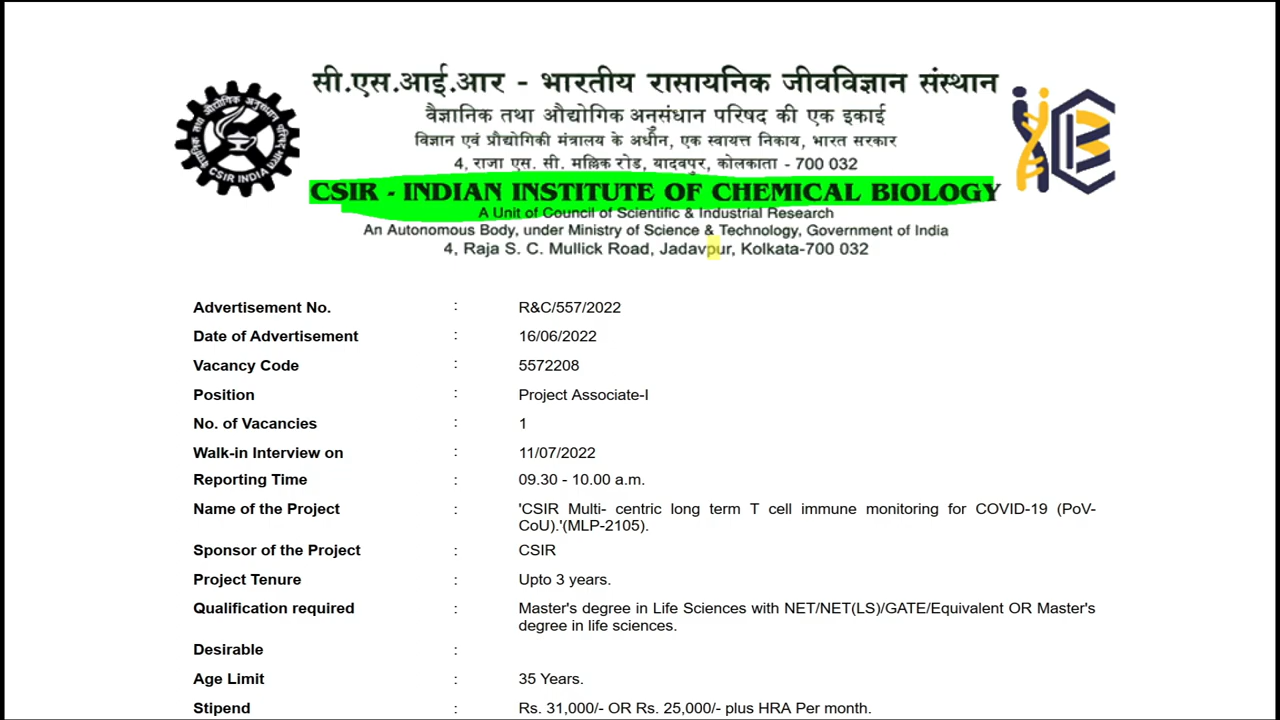 सी.एस.आई.आर - भारतीय रासायनिक जीवविज्ञान संस्थान
वैज्ञानिक तथा औद्योगिक अनुसंधान परिषद की एक इकाई
विज्ञान एवं प्रौद्योगिकी मंत्रालय के अधीन, एक स्वायत्त निकाय, भारत सरकार
4, राजा एस. सी. मल्लिक रोड, यादवपुर, कोलकाता - 700 032
CSIR - INDIAN INSTITUTE OF CHEMICAL BIOLOGY
A Unit of Council of Scientific & Industrial Research
An Autonomous Body, under Ministry of Science & Technology, Government of India
4, Raja S. C. Mullick Road, Jadavpur, Kolkata-700 032
CSIR INDIA
Advertisement No. : R&C/557/2022
Date of Advertisement : 16/06/2022
Vacancy Code : 5572208
Position : Project Associate-I
No. of Vacancies : 1
Walk-in Interview on : 11/07/2022
Reporting Time : 09.30 - 10.00 a.m.
Name of the Project : 'CSIR Multi- centric long term T cell immune monitoring for COVID-19 (PoV-
CoU).'(MLP-2105).
Sponsor of the Project : CSIR
Project Tenure : Upto 3 years.
Qualification required : Master's degree in Life Sciences with NET/NET(LS)/GATE/Equivalent OR Master's
degree in life sciences.
Desirable :
Age Limit : 35 Years.
Stipend : Rs. 31,000/- OR Rs. 25,000/- plus HRA Per month.